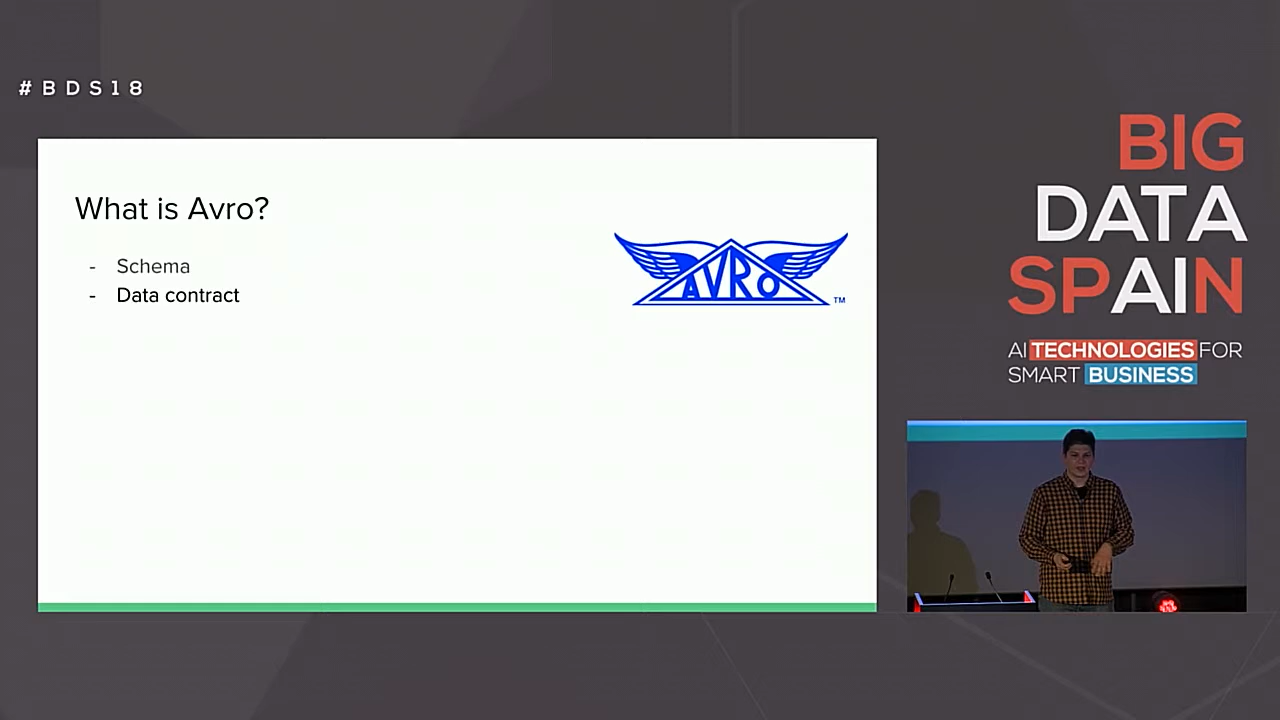 #BDS18
What is Avro?
- Schema
- Data contract
AVRO
TM
BIG
DATA
SPAIN
AI TECHNOLOGIES FOR
SMART BUSINESS